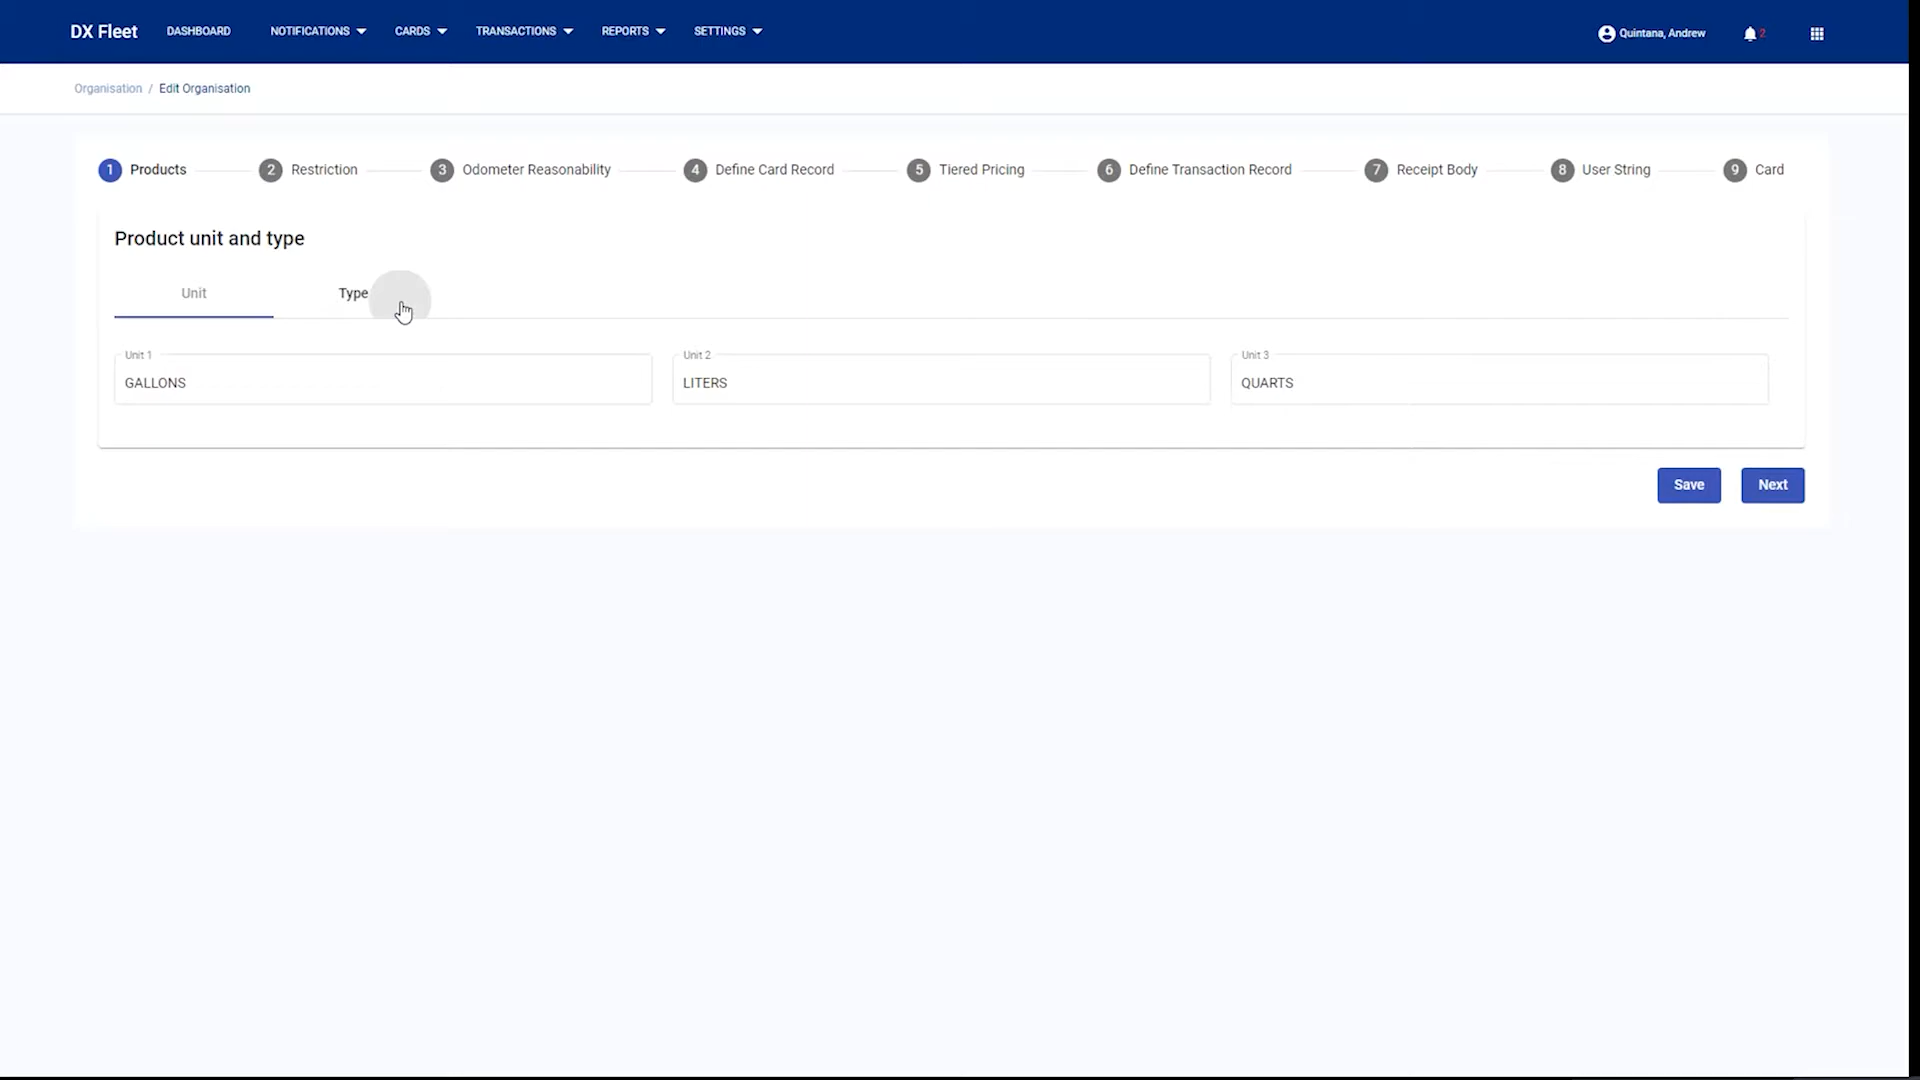 DX Fleet DASHBOARD NOTIFICATIONS CARDS TRANSACTIONS REPORTS SETTINGS Quintana, Andrew 2
Organisation / Edit Organisation
1 Products 2 Restriction 3 Odometer Reasonability 4 Define Card Record 5 Tiered Pricing 6 Define Transaction Record 7 Receipt Body 8 User String 9 Card
Product unit and type
Unit Type
Unit 1 Unit 2 Unit 3
GALLONS LITERS QUARTS
Save Next